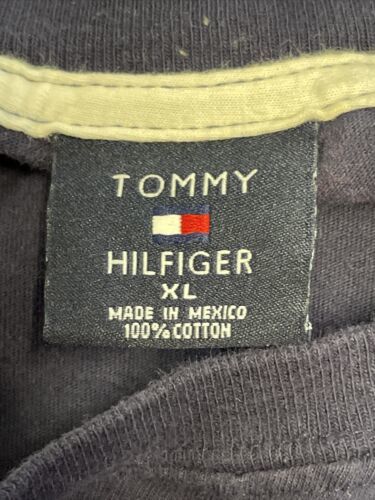 TOMMY
HILFIGER
XL
MADE IN MEXICO
100% COTTON